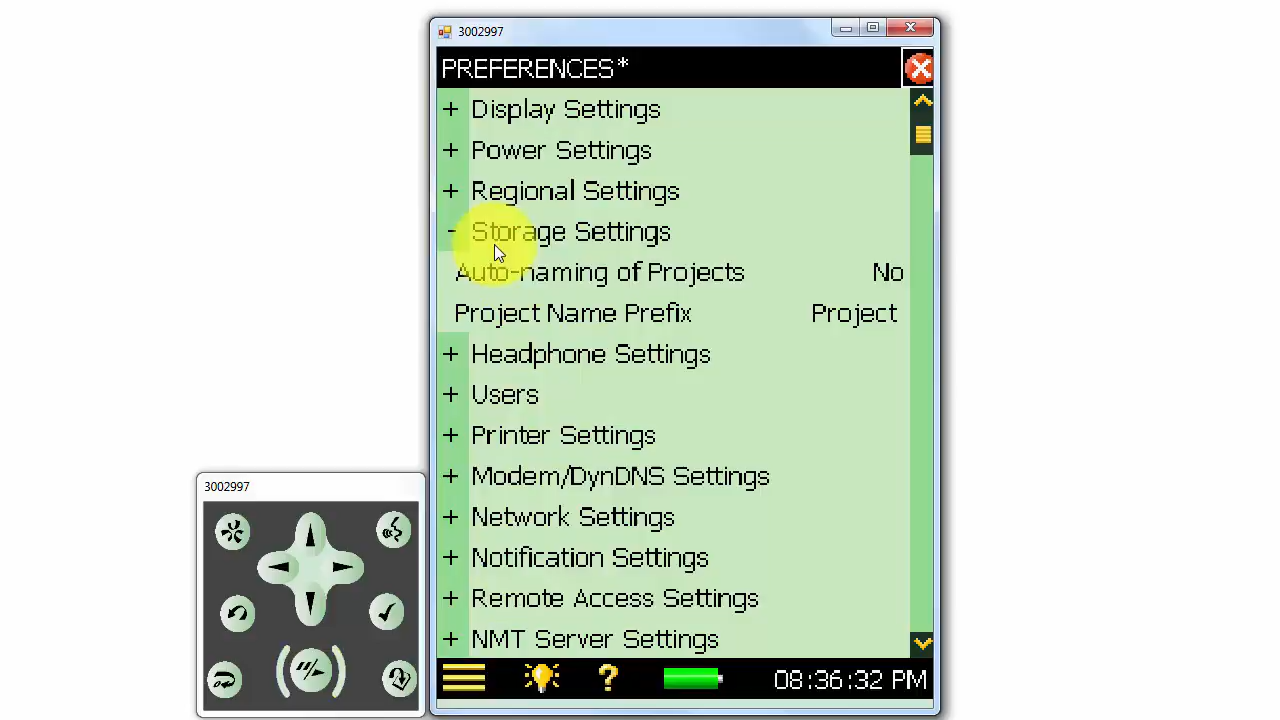 3002997
PREFERENCES*
+ Display Settings
+ Power Settings
+ Regional Settings
- Storage Settings
Auto-naming of Projects No
Project Name Prefix Project
+ Headphone Settings
+ Users
+ Printer Settings
+ Modem/DynDNS Settings
+ Network Settings
+ Notification Settings
+ Remote Access Settings
+ NMT Server Settings
? 08:36:32 PM
3002997